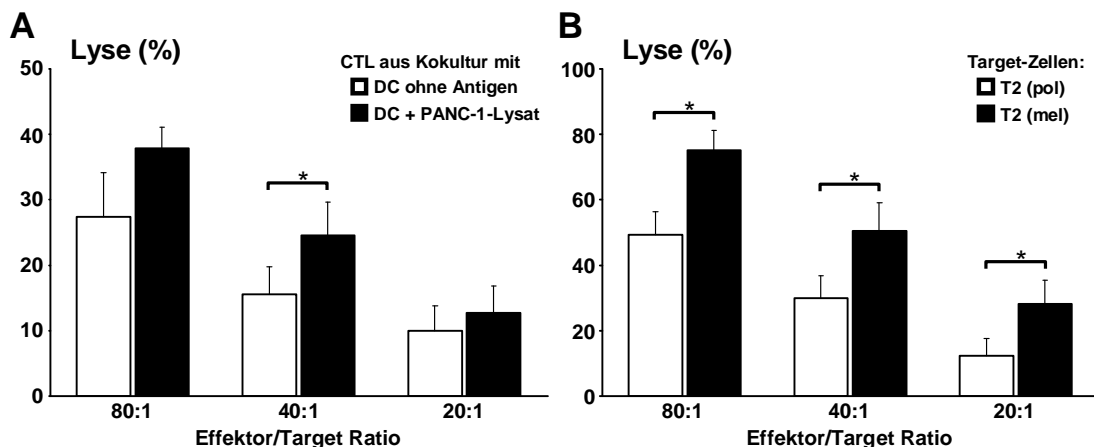 A
Lyse (%)
CTL aus Kokultur mit
DC ohne Antigen
DC + PANC-1-Lysat
50
40
30
20
10
0
*
80:1
40:1
20:1
Effektor/Target Ratio
B
Lyse (%)
Target-Zellen:
T2 (pol)
T2 (mel)
100
80
60
40
20
0
*
*
*
80:1
40:1
20:1
Effektor/Target Ratio